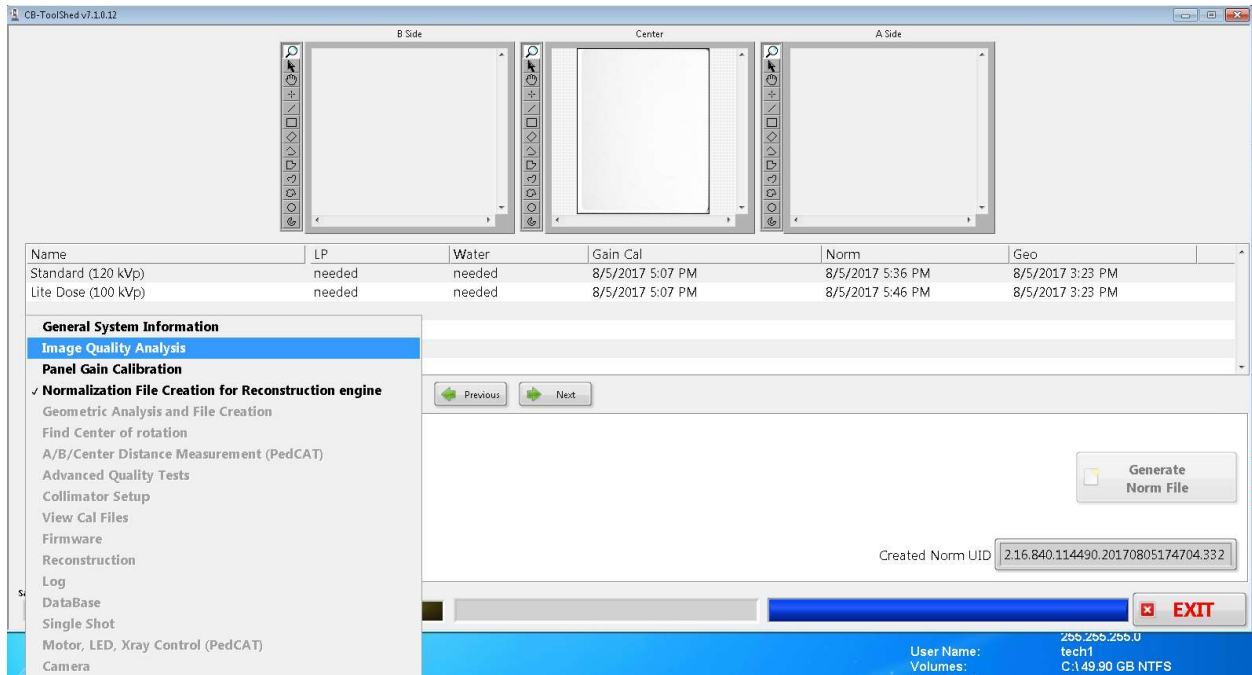 CB-ToolShed v7.1.0.12
B Side Center A Side
Name LP Water Gain Cal Norm Geo
Standard (120 kVp) needed needed 8/5/2017 5:07 PM 8/5/2017 5:36 PM 8/5/2017 3:23 PM
Lite Dose (100 kVp) needed needed 8/5/2017 5:07 PM 8/5/2017 5:46 PM 8/5/2017 3:23 PM
General System Information
Image Quality Analysis
Panel Gain Calibration
✓ Normalization File Creation for Reconstruction engine
Previous Next
Geometric Analysis and File Creation
Find Center of rotation
A/B/Center Distance Measurement (PedCAT)
Advanced Quality Tests
Collimator Setup
View Cal Files
Firmware
Reconstruction
Log
DataBase
Single Shot
Motor, LED, Xray Control (PedCAT)
Camera
Generate
Norm File
Created Norm UID 2.16.840.114490.20170805174704.332
EXIT
255.255.255.0
User Name: tech1
Volumes: C:\ 49.90 GB NTFS